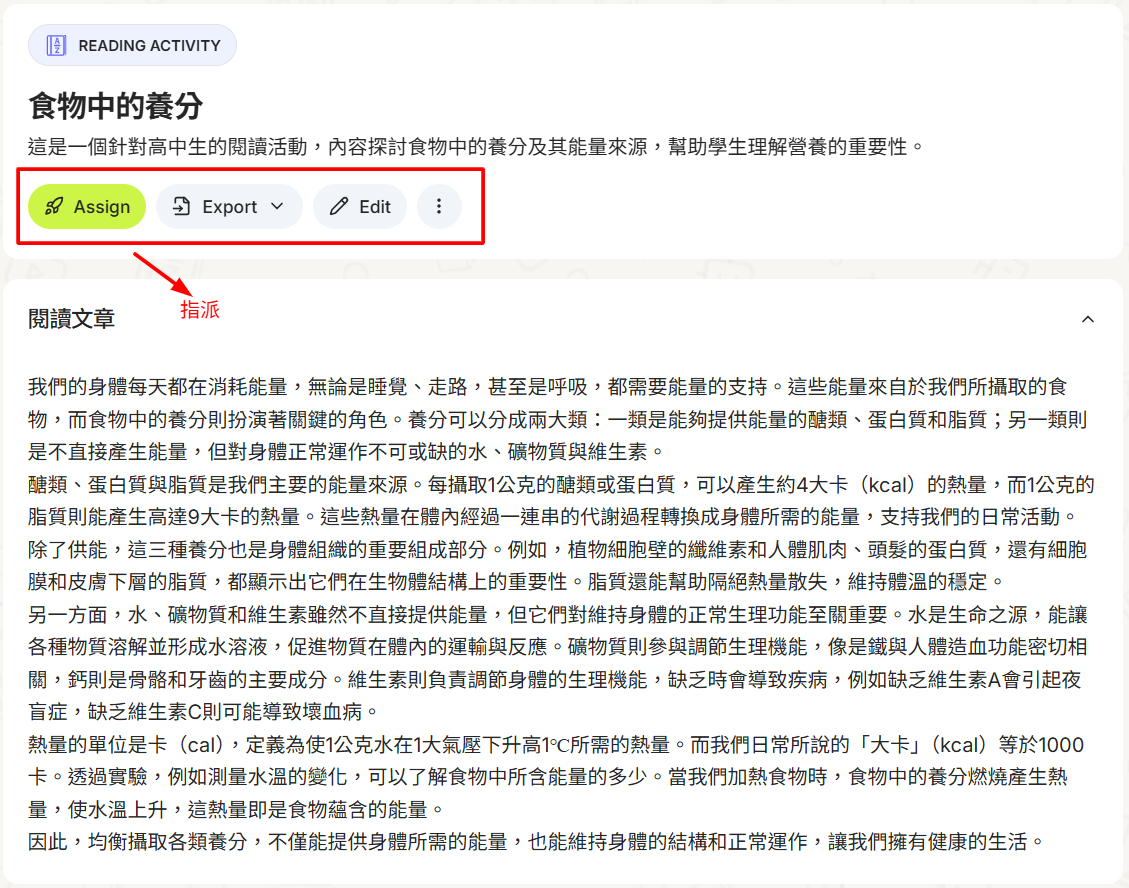 READING ACTIVITY
食物中的養分
這是一個針對高中生的閱讀活動，內容探討食物中的養分及其能量來源，幫助學生理解營養的重要性。
Assign Export Edit
指派
閱讀文章
我們的身體每天都在消耗能量，無論是睡覺、走路，甚至是呼吸，都需要能量的支持。這些能量來自於我們所攝取的食
物，而食物中的養分則扮演著關鍵的角色。養分可以分成兩大類：一類是能夠提供能量的醣類、蛋白質和脂質；另一類則
是不直接產生能量，但對身體正常運作不可或缺的水、礦物質與維生素。
醣類、蛋白質與脂質是我們主要的能量來源。每攝取1公克的醣類或蛋白質，可以產生約4大卡（kcal）的熱量，而1公克的
脂質則能產生高達9大卡的熱量。這些熱量在體內經過一連串的代謝過程轉換成身體所需的能量，支持我們的日常活動。
除了供能，這三種養分也是身體組織的重要組成部分。例如，植物細胞壁的纖維素和人體肌肉、頭髮的蛋白質，還有細胞
膜和皮膚下層的脂質，都顯示出它們在生物體結構上的重要性。脂質還能幫助隔絕熱量散失，維持體溫的穩定。
另一方面，水、礦物質和維生素雖然不直接提供能量，但它們對維持身體的正常生理功能至關重要。水是生命之源，能讓
各種物質溶解並形成水溶液，促進物質在體內的運輸與反應。礦物質則參與調節生理機能，像是鐵與人體造血功能密切相
關，鈣則是骨骼和牙齒的主要成分。維生素則負責調節身體的生理機能，缺乏時會導致疾病，例如缺乏維生素A會引起夜
盲症，缺乏維生素C則可能導致壞血病。
熱量的單位是卡（cal），定義為使1公克水在1大氣壓下升高1℃所需的熱量。而我們日常所說的「大卡」（kcal）等於1000
卡。透過實驗，例如測量水溫的變化，可以了解食物中所含能量的多少。當我們加熱食物時，食物中的養分燃燒產生熱
量，使水溫上升，這熱量即是食物蘊含的能量。
因此，均衡攝取各類養分，不僅能提供身體所需的能量，也能維持身體的結構和正常運作，讓我們擁有健康的生活。